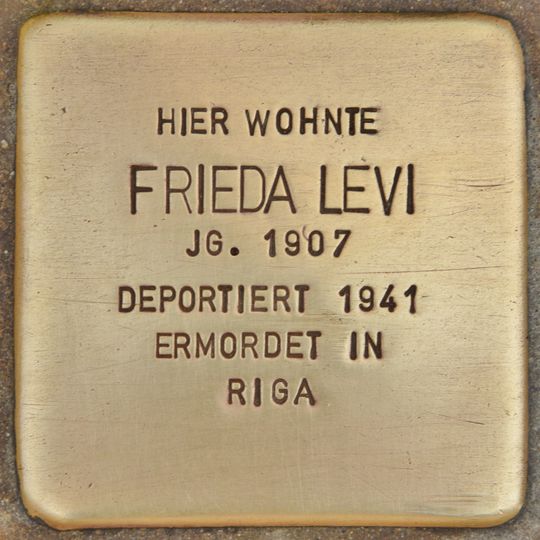 HIER WOHNTE
FRIEDA LEVI
JG. 1907
DEPORTIERT 1941
ERMORDET IN
RIGA